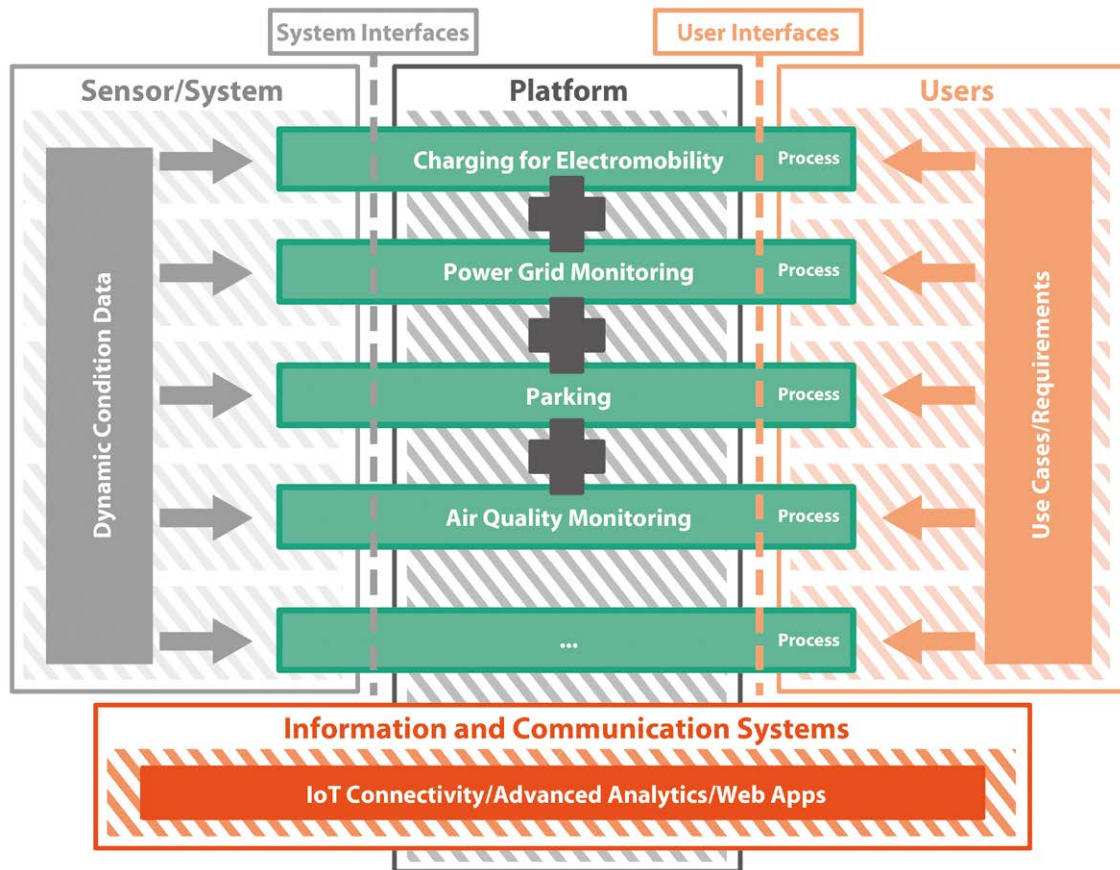 System Interfaces
User Interfaces
Sensor/System
Platform
Users
Charging for Electromobility
Process
Power Grid Monitoring
Process
Parking
Process
Air Quality Monitoring
Process
...
Process
Dynamic Condition Data
Use Cases/Requirements
Information and Communication Systems
IoT Connectivity/Advanced Analytics/Web Apps